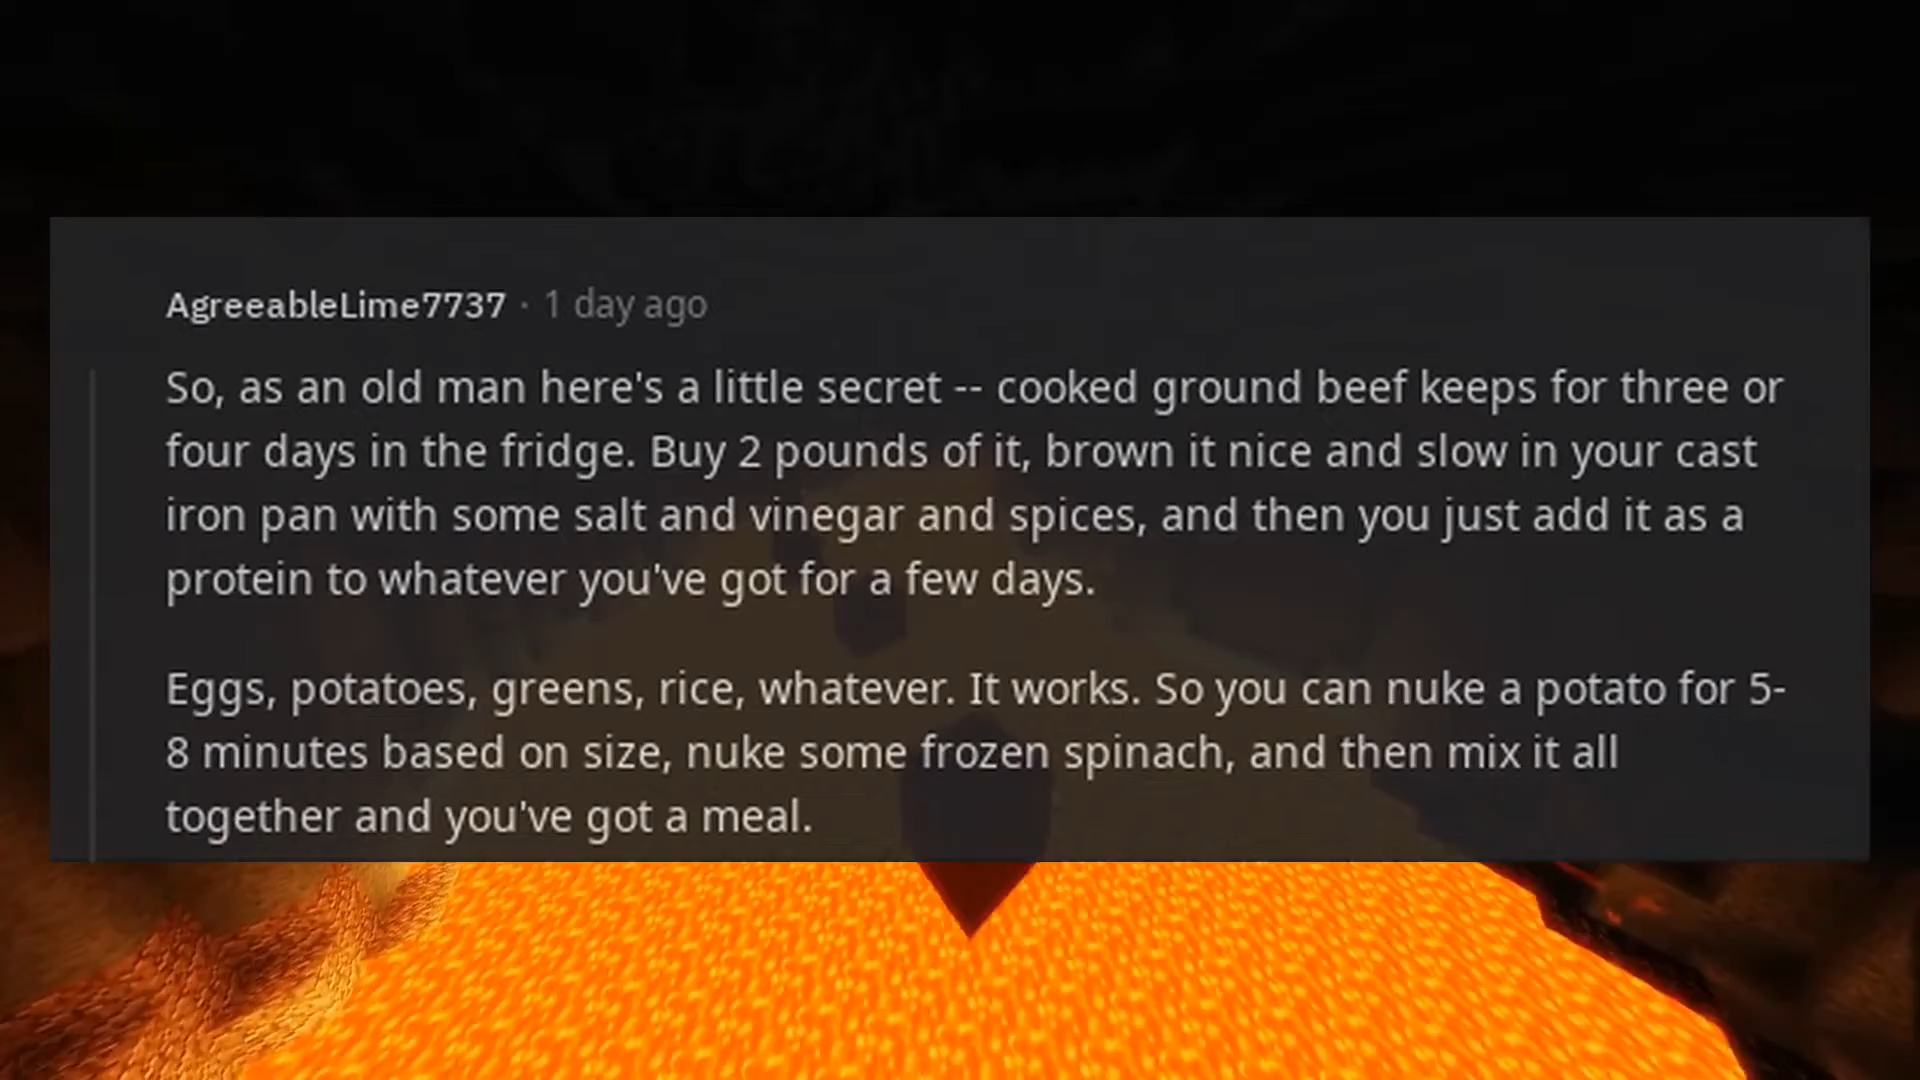 AgreeableLime7737 · 1 day ago
So, as an old man here's a little secret -- cooked ground beef keeps for three or
four days in the fridge. Buy 2 pounds of it, brown it nice and slow in your cast
iron pan with some salt and vinegar and spices, and then you just add it as a
protein to whatever you've got for a few days.
Eggs, potatoes, greens, rice, whatever. It works. So you can nuke a potato for 5-
8 minutes based on size, nuke some frozen spinach, and then mix it all
together and you've got a meal.